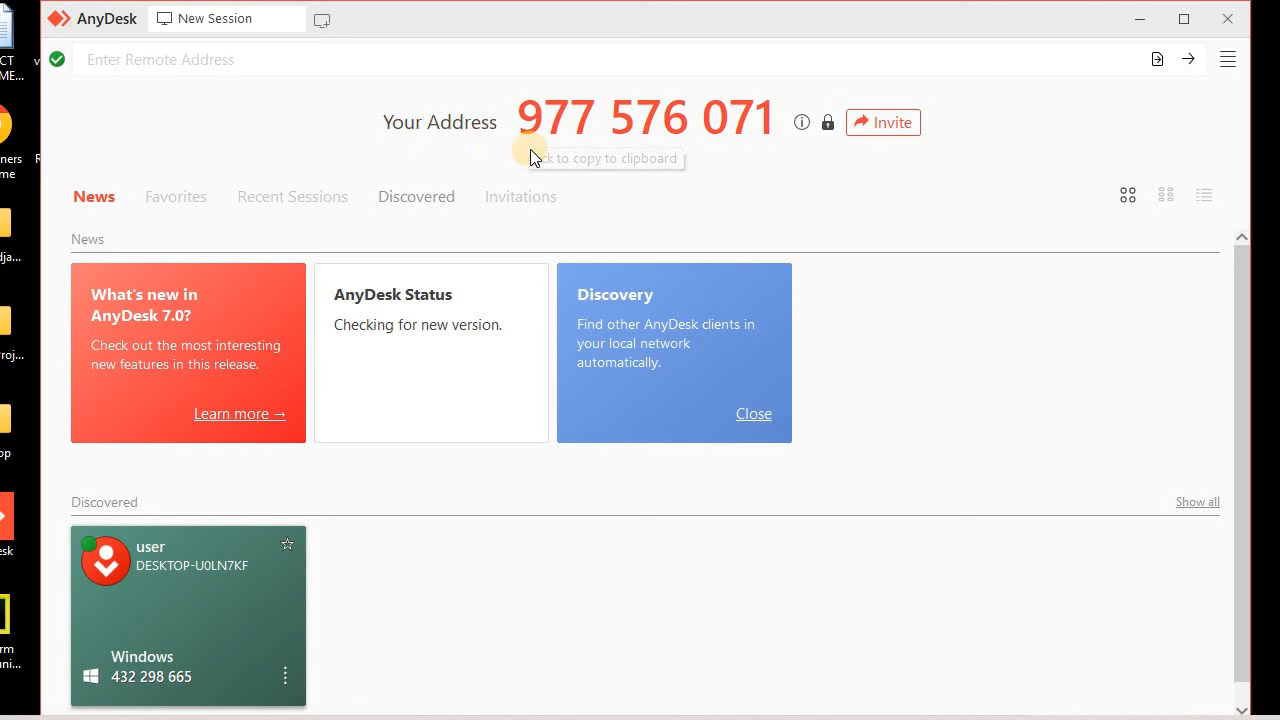 AnyDesk New Session
Enter Remote Address
Your Address 977 576 071 Invite
to copy to clipboard
News Favorites Recent Sessions Discovered Invitations
News
What's new in
AnyDesk 7.0?
Check out the most interesting
new features in this release.
Learn more →
AnyDesk Status
Checking for new version.
Discovery
Find other AnyDesk clients in
your local network
automatically.
Close
Discovered Show all
user
DESKTOP-U0LN7KF
Windows
432 298 665